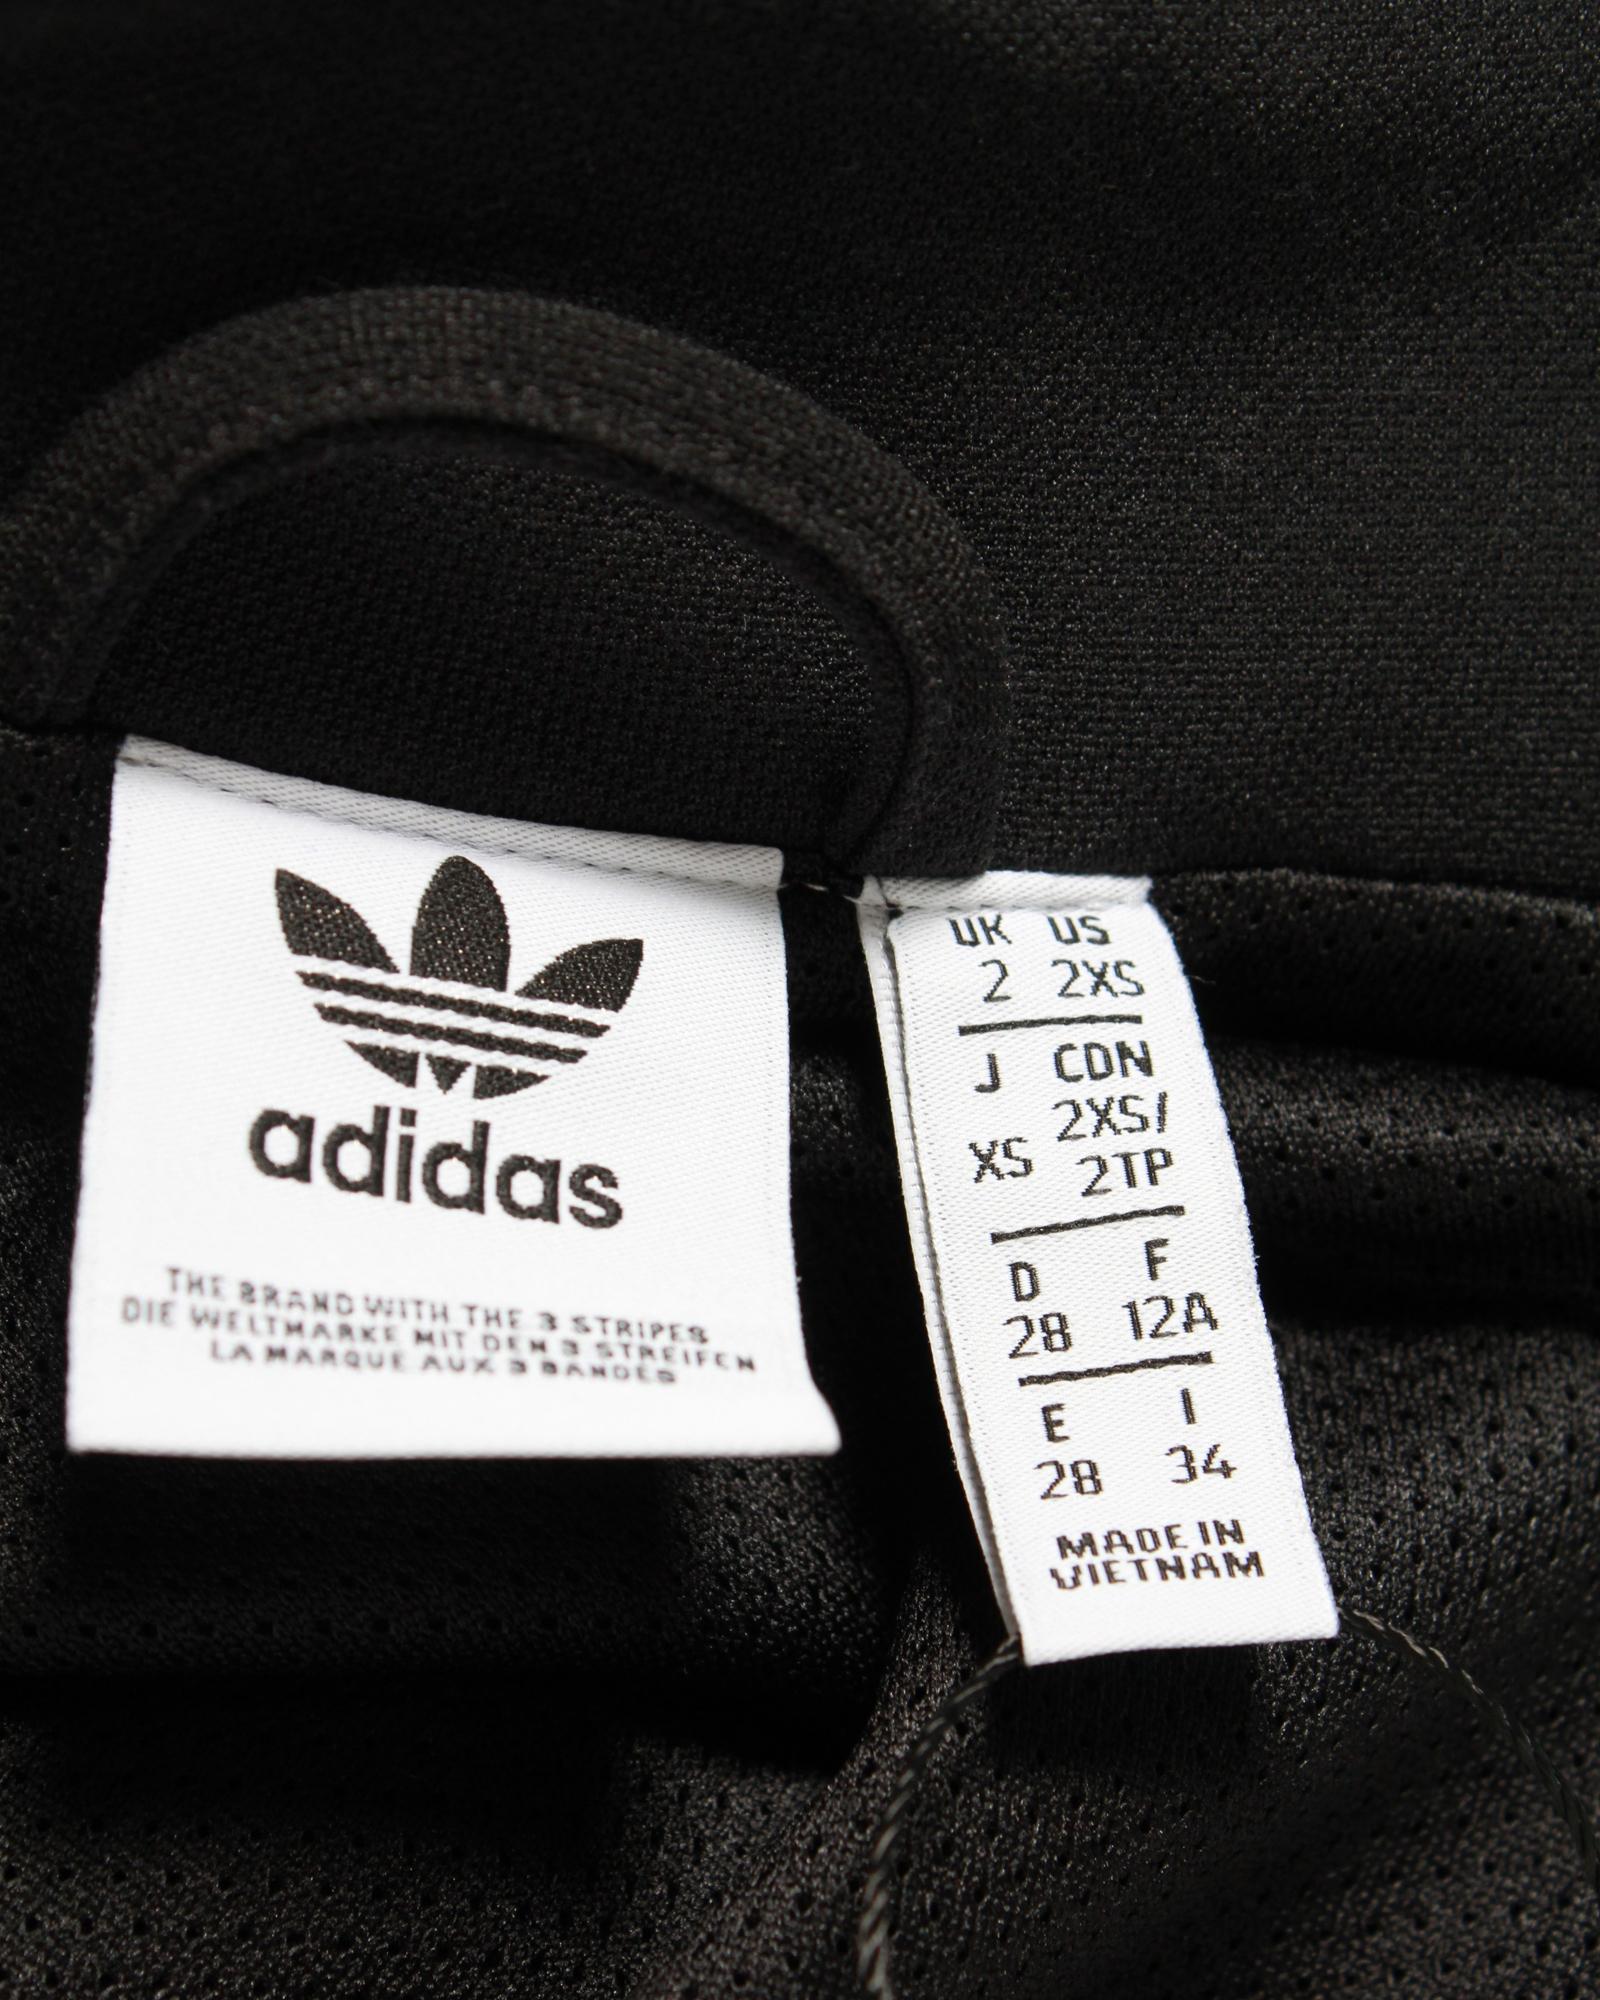 adidas
THE BRAND WITH THE 3 STRIPES
DIE WELTMARKE MIT DEN 3 STREIFEN
LA MARQUE AUX 3 BANDES
UK US
2 2XS
J CDN
2XS/
XS 2TP
D F
28 12A
E I
28 34
MADE IN
VIETNAM